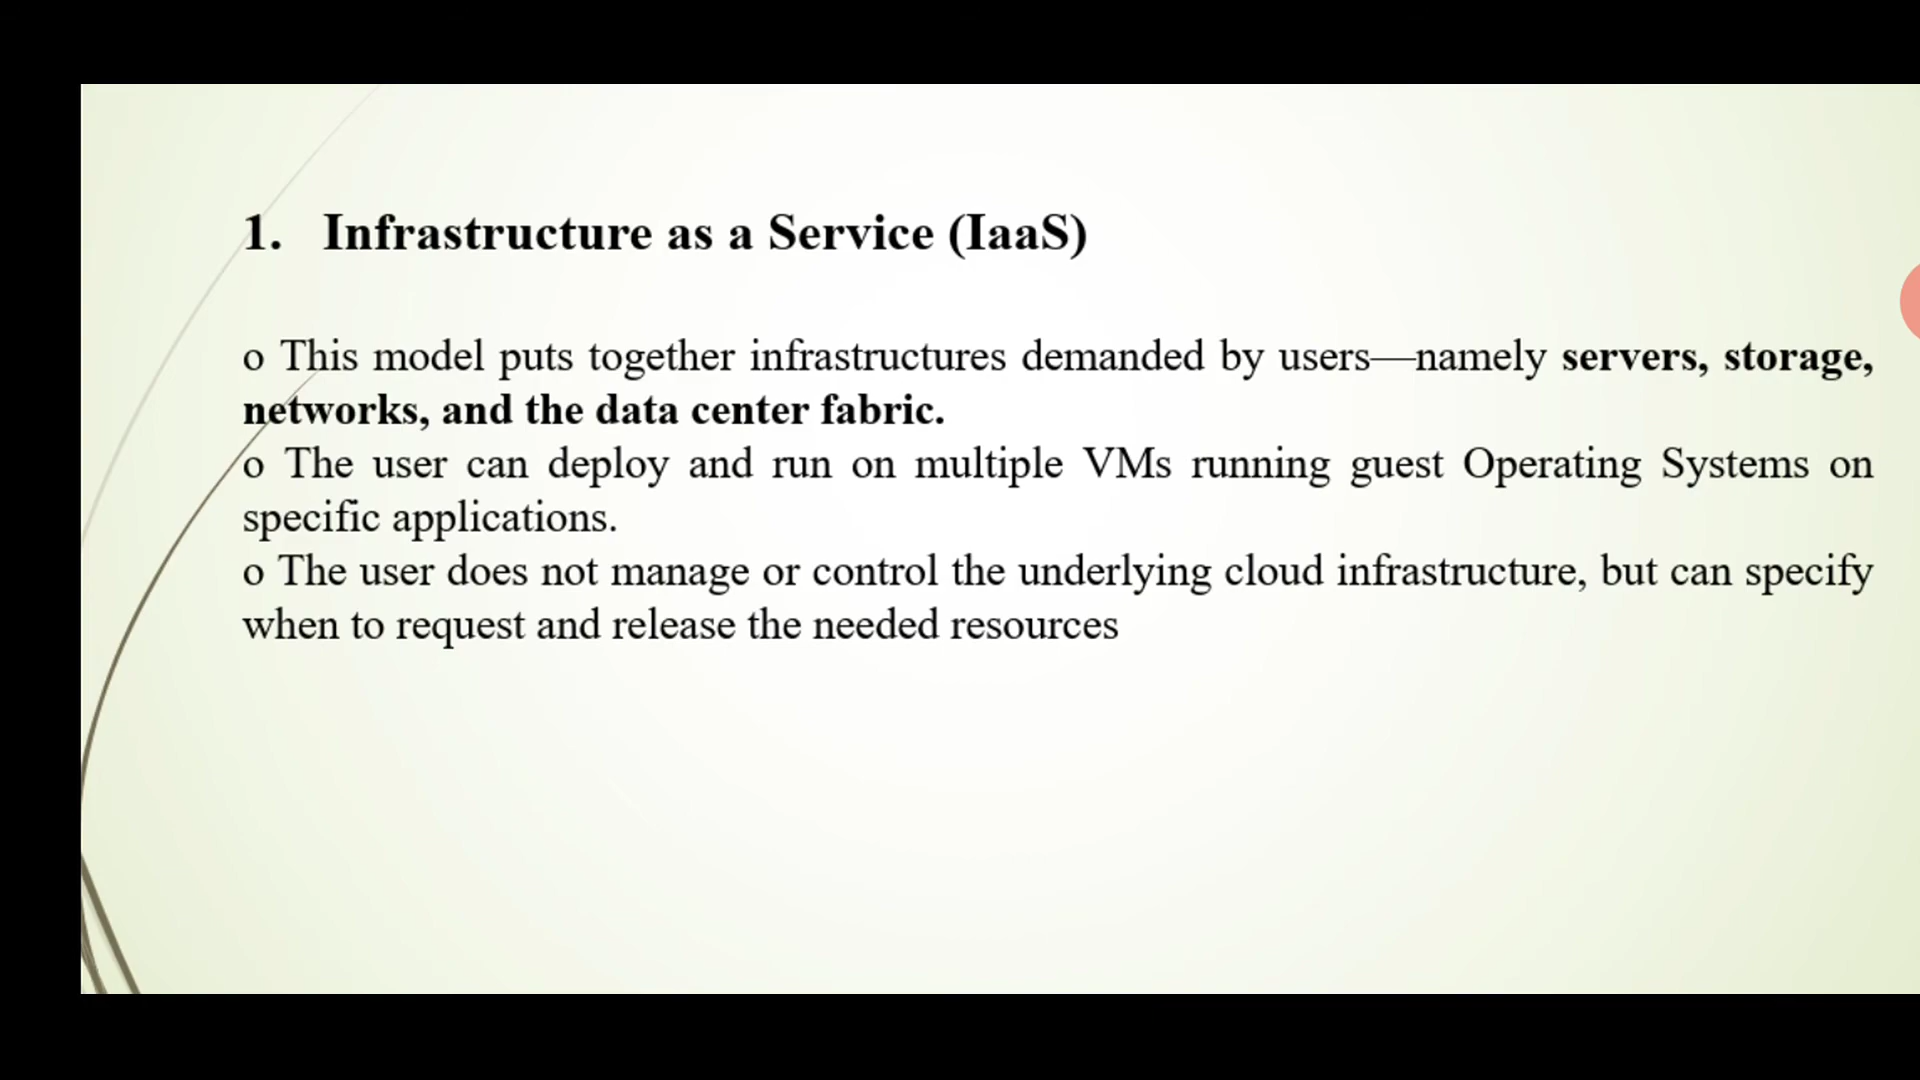 1. Infrastructure as a Service (IaaS)
o This model puts together infrastructures demanded by users—namely servers, storage,
networks, and the data center fabric.
o The user can deploy and run on multiple VMs running guest Operating Systems on
specific applications.
o The user does not manage or control the underlying cloud infrastructure, but can specify
when to request and release the needed resources